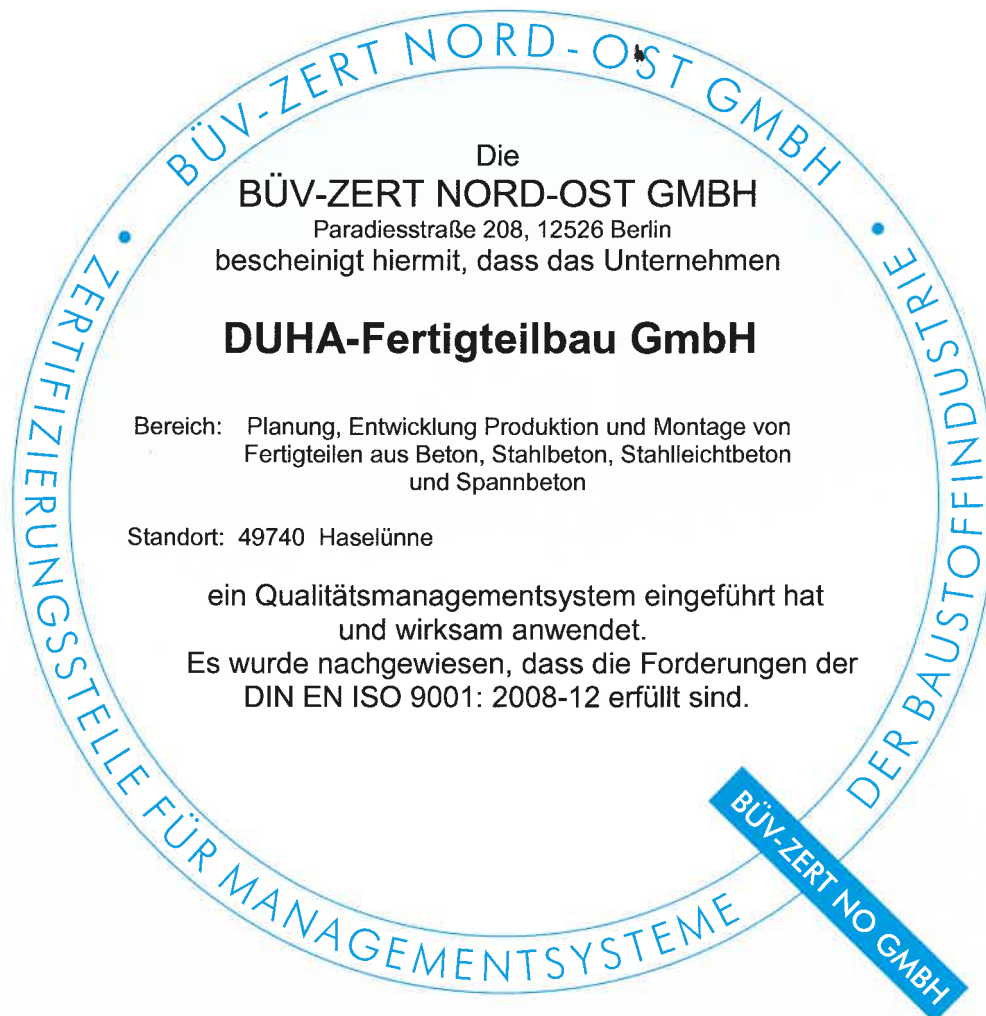 BÜV-ZERT NORD-OST GMBH
Die
BÜV-ZERT NORD-OST GMBH
Paradiesstraße 208, 12526 Berlin
bescheinigt hiermit, dass das Unternehmen
DUHA-Fertigteilbau GmbH
Bereich: Planung, Entwicklung Produktion und Montage von
Fertigteilen aus Beton, Stahlbeton, Stahlleichtbeton
und Spannbeton
Standort: 49740 Haselünne
ein Qualitätsmanagementsystem eingeführt hat
und wirksam anwendet.
Es wurde nachgewiesen, dass die Forderungen der
DIN EN ISO 9001: 2008-12 erfüllt sind.
• ZERTIFIZIERUNGSSTELLE FÜR MANAGEMENTSYSTEME
DER BAUSTOFFINDUSTRIE •
BÜV-ZERT NO GMBH